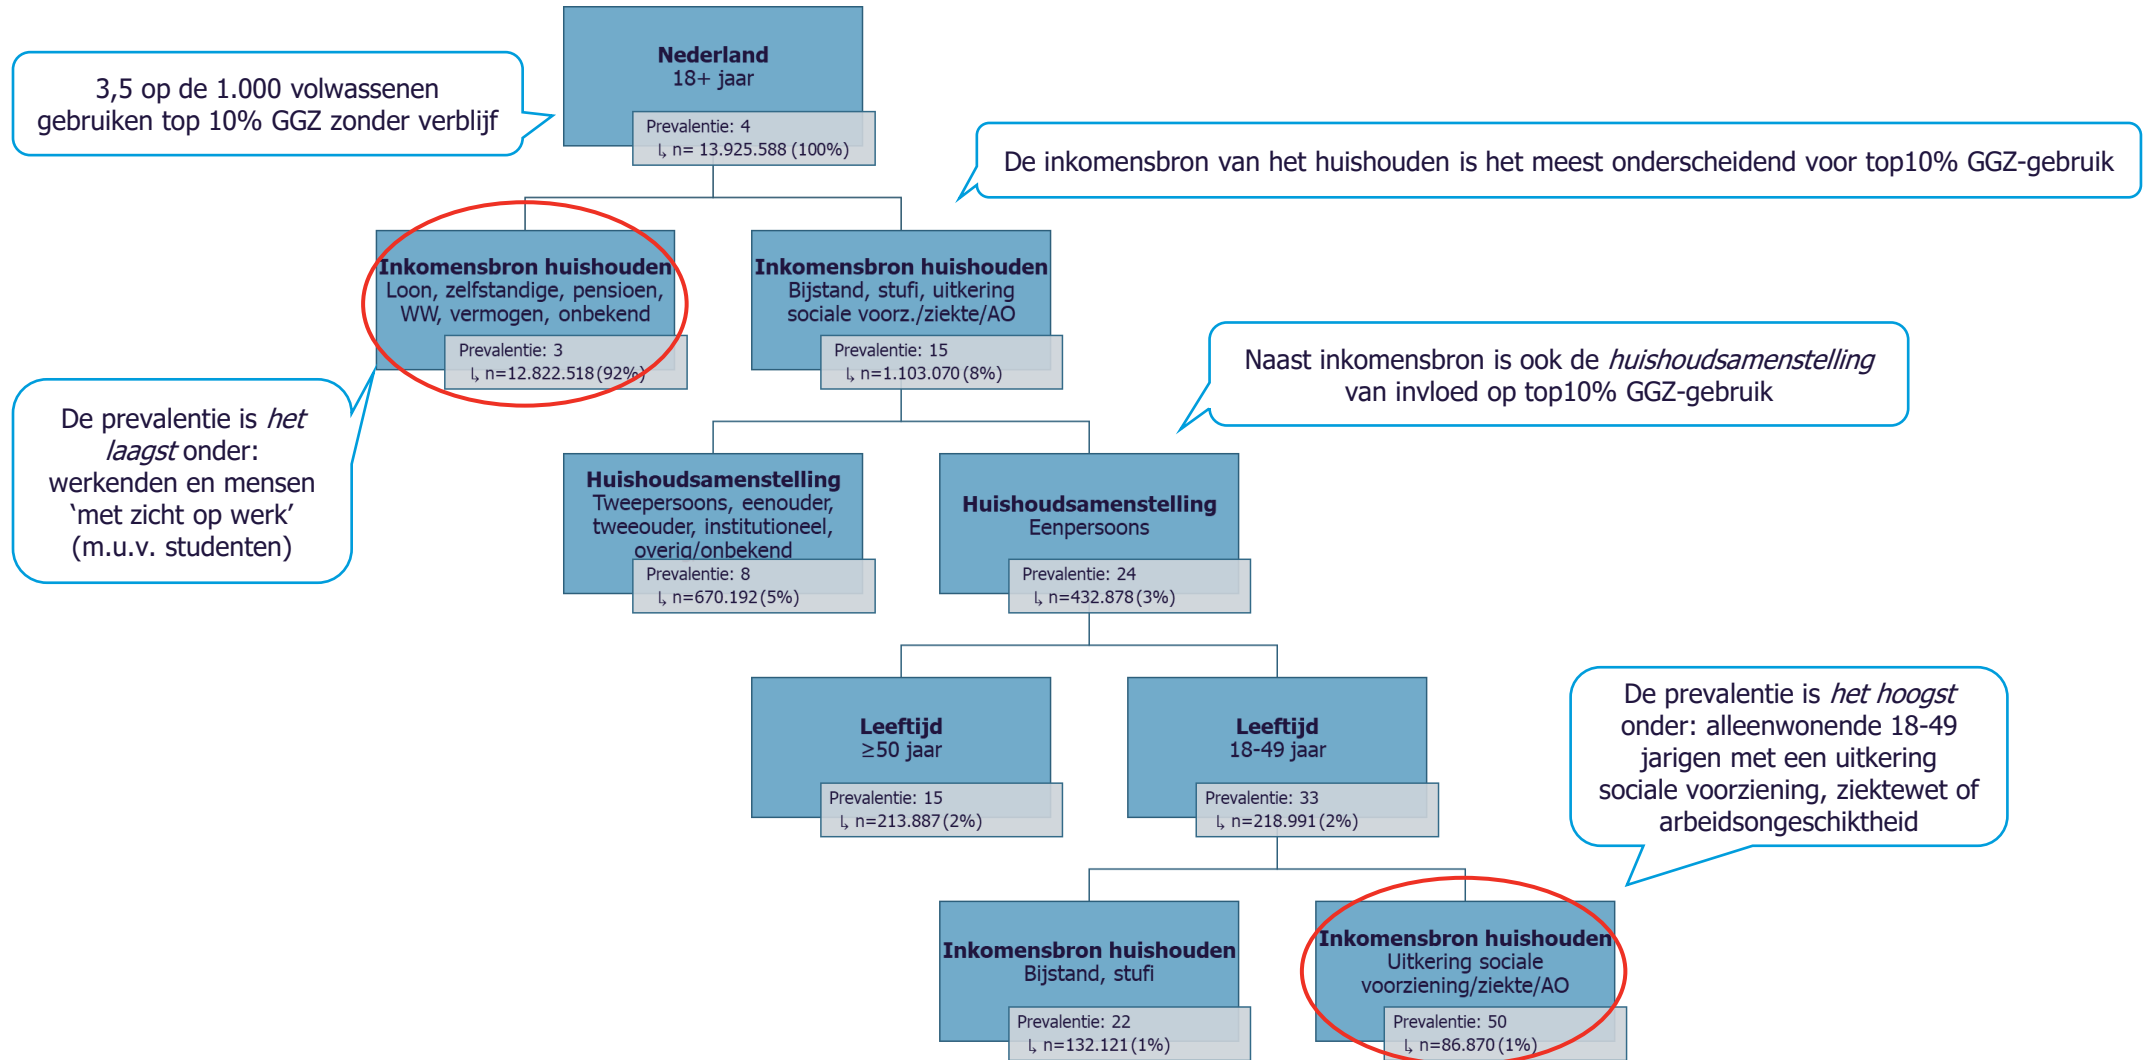 Nederland
18+ jaar
Prevalentie: 4
↳ n= 13.925.588 (100%)
3,5 op de 1.000 volwassenen
gebruiken top 10% GGZ zonder verblijf
De inkomensbron van het huishouden is het meest onderscheidend voor top10% GGZ-gebruik
Inkomensbron huishouden
Loon, zelfstandige, pensioen,
WW, vermogen, onbekend
Prevalentie: 3
↳ n=12.822.518 (92%)
Inkomensbron huishouden
Bijstand, stufi, uitkering
sociale voorz./ziekte/AO
Prevalentie: 15
↳ n=1.103.070 (8%)
Naast inkomensbron is ook de huishoudsamenstelling
van invloed op top10% GGZ-gebruik
De prevalentie is het
laagst onder:
werkenden en mensen
‘met zicht op werk’
(m.u.v. studenten)
Huishoudsamenstelling
Tweepersoons, eenouder,
tweeouder, institutioneel,
overig/onbekend
Prevalentie: 8
↳ n=670.192 (5%)
Huishoudsamenstelling
Eenpersoons
Prevalentie: 24
↳ n=432.878 (3%)
Leeftijd
≥50 jaar
Prevalentie: 15
↳ n=213.887 (2%)
Leeftijd
18-49 jaar
Prevalentie: 33
↳ n=218.991 (2%)
De prevalentie is het hoogst
onder: alleenwonende 18-49
jarigen met een uitkering
sociale voorziening, ziektewet of
arbeidsongeschiktheid
Inkomensbron huishouden
Bijstand, stufi
Prevalentie: 22
↳ n=132.121 (1%)
Inkomensbron huishouden
Uitkering sociale
voorziening/ziekte/AO
Prevalentie: 50
↳ n=86.870 (1%)